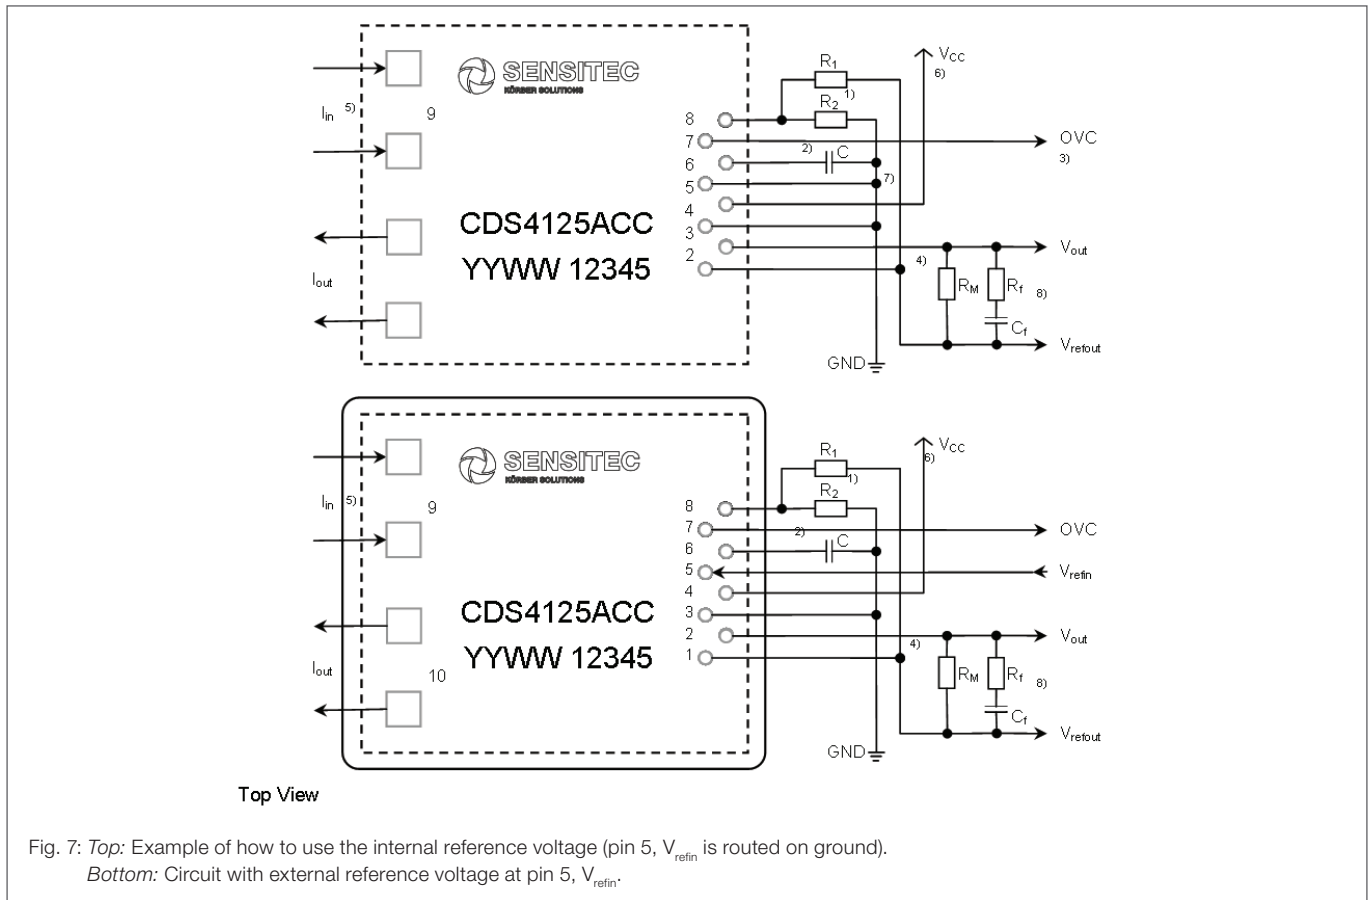 SENSITEC
KÖRBER SOLUTIONS
CDS4125ACC
YYWW 12345
Iin 5)
9
Iout
8
7
6
5
4
3
2
R1
1)
R2
2) C
7)
VCC
6)
OVC
3)
Vout
4)
RM
Rf
8)
Cf
Vrefout
GND
SENSITEC
KÖRBER SOLUTIONS
CDS4125ACC
YYWW 12345
Iin 5)
9
Iout
10
8
7
6
5
4
3
2
1
R1
1)
R2
2) C
VCC
6)
OVC
Vrefin
Vout
4)
RM
Rf
8)
Cf
Vrefout
GND
Top View
Fig. 7: Top: Example of how to use the internal reference voltage (pin 5, Vrefin is routed on ground).
Bottom: Circuit with external reference voltage at pin 5, Vrefin.